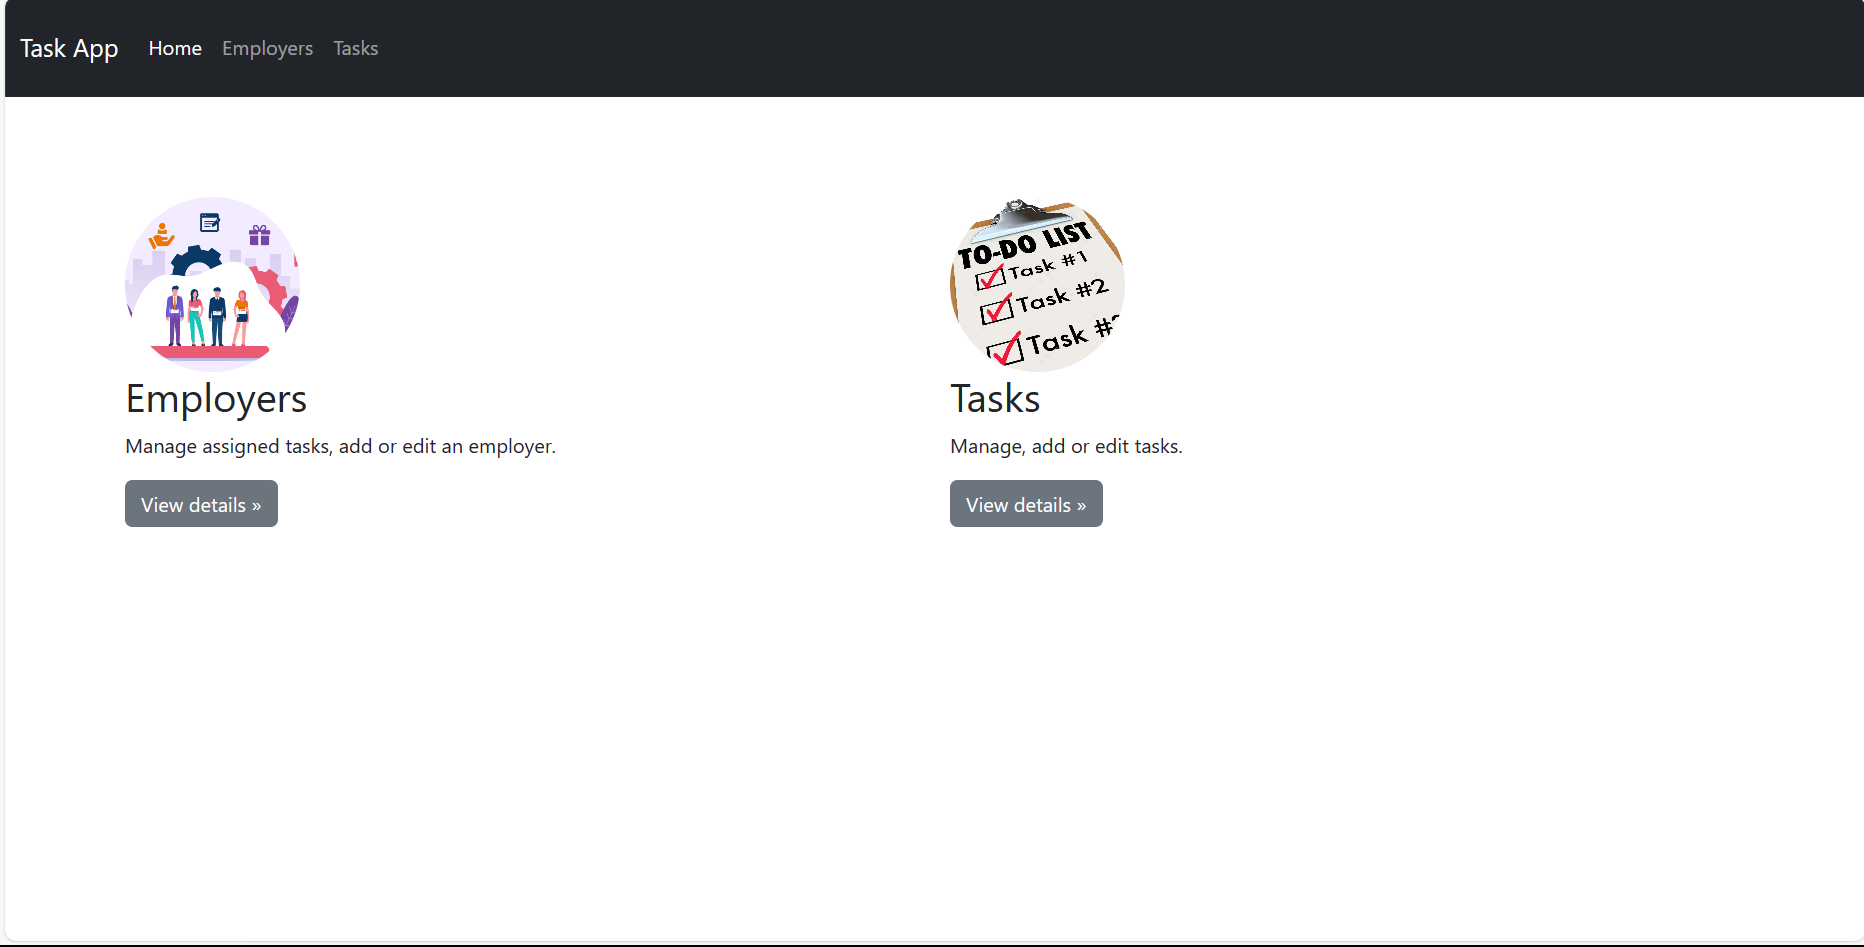 Task App Home Employers Tasks
TO-DO LIST
Task #1
Task #2
Task #
Employers
Manage assigned tasks, add or edit an employer.
View details »
Tasks
Manage, add or edit tasks.
View details »